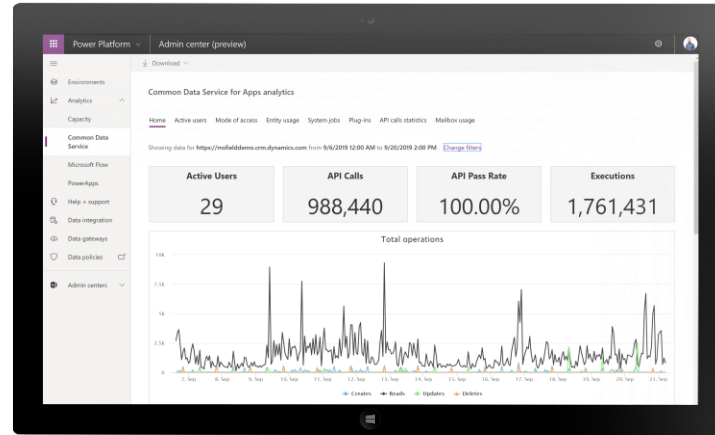 Power Platform
Admin center (preview)
Download
Environments
Analytics
Capacity
Common Data
Service
Microsoft Flow
PowerApps
Help + support
Data integration
Data gateways
Data policies
Admin centers
Common Data Service for Apps analytics
Home Active users Mode of access Entity usage System jobs Plug-ins API calls statistics Mailbox usage
Showing data for https://msfielddemo.crm.dynamics.com from 9/6/2019 12:00 AM to 9/20/2019 2:00 PM Change filters
Active Users API Calls API Pass Rate Executions
29 988,440 100.00% 1,761,431
Total operations
10k
7.5k
5k
2.5k
0
7. Sep 8. Sep 9. Sep 10. Sep 11. Sep 12. Sep 13. Sep 14. Sep 15. Sep 16. Sep 17. Sep 18. Sep 19. Sep 20. Sep 21. Sep
Creates Reads Updates Deletes